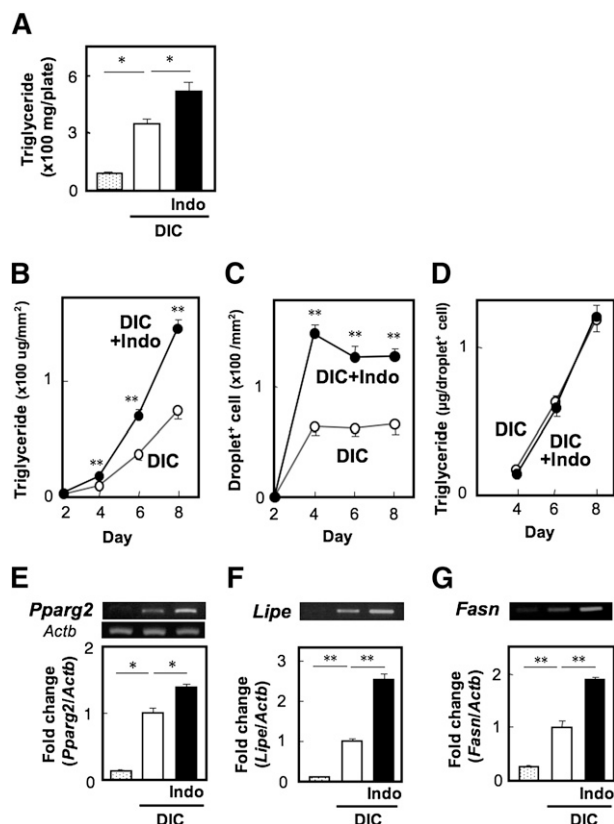 A
Triglyceride
(x100 mg/plate)
6
3
0
*
*
Indo
DIC
B
Triglyceride (x100 ug/mm²)
1
0
**
**
**
DIC
+Indo
DIC
2
4
6
8
Day
C
Droplet⁺ cell (x100 /mm²)
1
0
**
**
**
DIC+Indo
DIC
2
4
6
8
Day
D
Triglyceride (µg/droplet⁺ cell)
1
0
DIC
DIC
+Indo
4
6
8
Day
E
Pparg2
Actb
Fold change
(Pparg2/Actb)
2
1
0
*
*
Indo
DIC
F
Lipe
Fold change
(Lipe/Actb)
3
2
1
0
**
**
Indo
DIC
G
Fasn
Fold change
(Fasn/Actb)
2
1
0
**
**
Indo
DIC